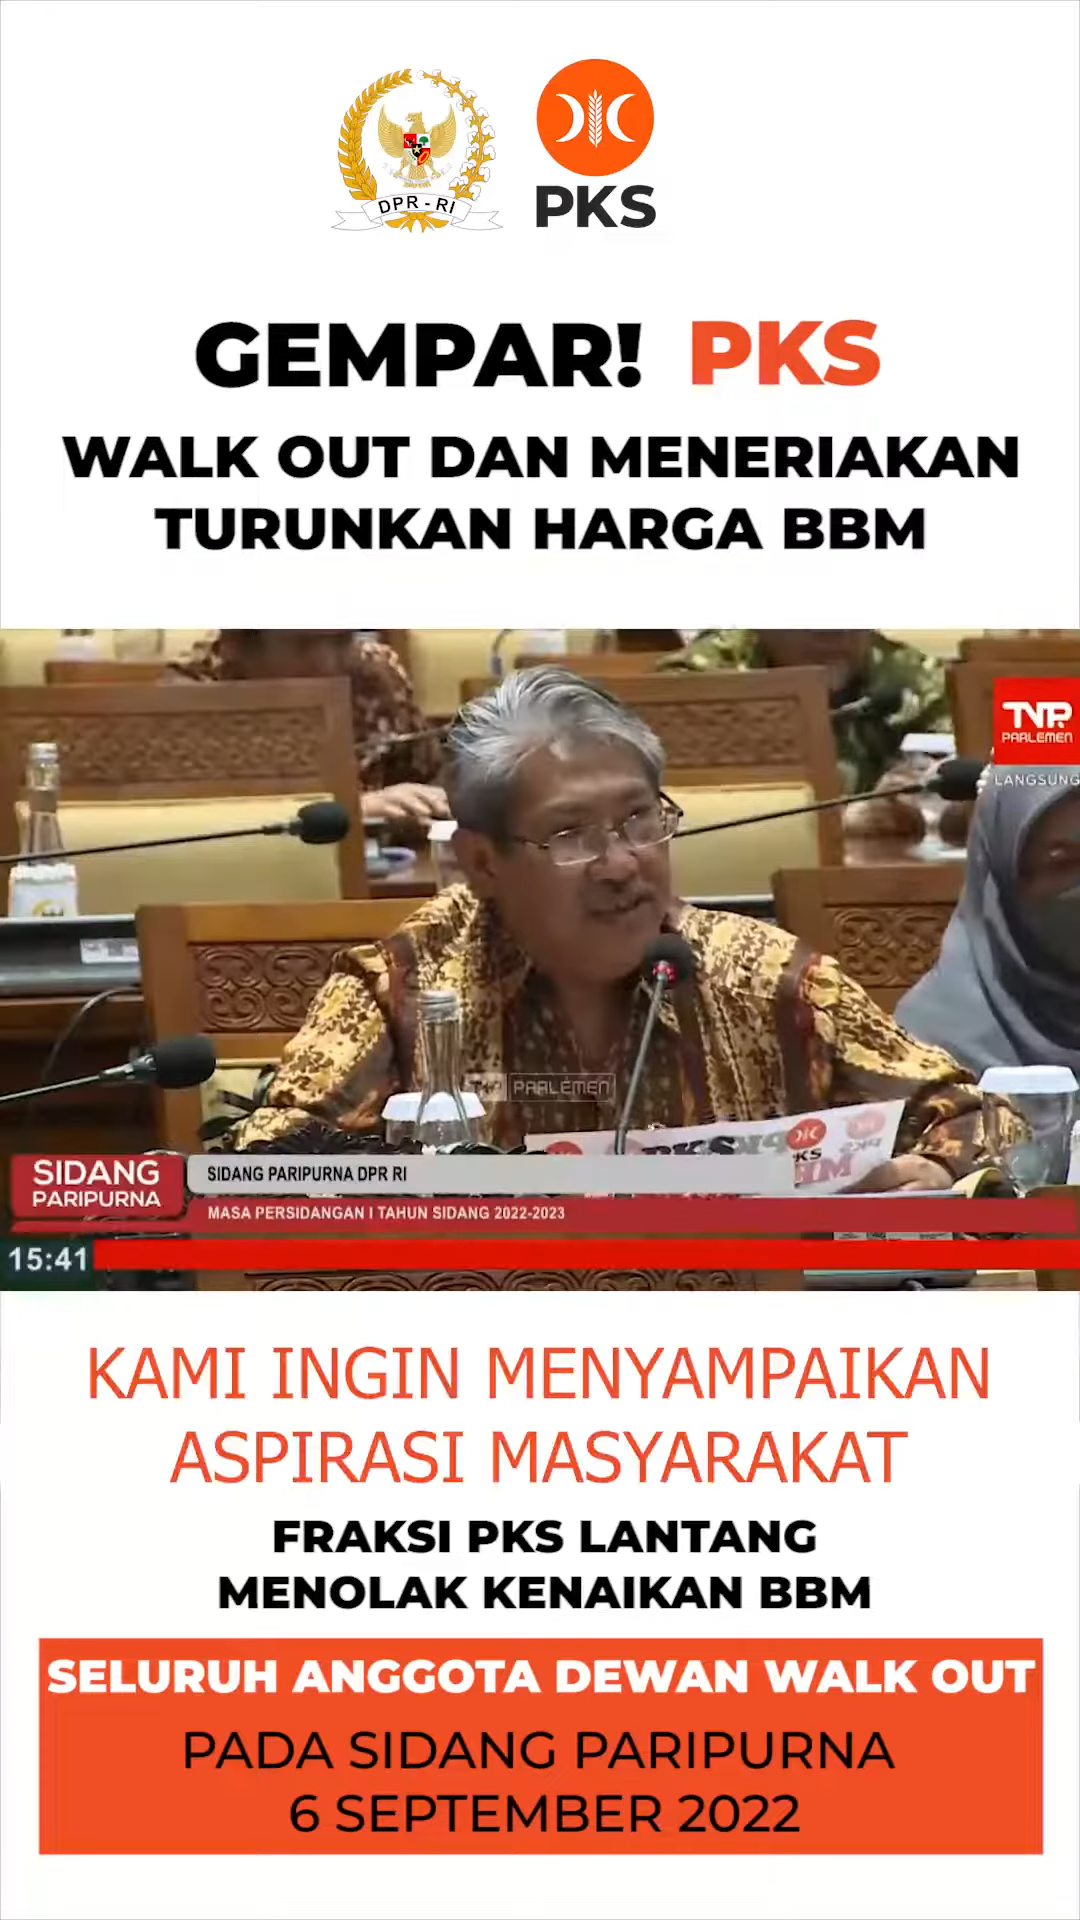 DPR - RI
PKS
GEMPAR! PKS
WALK OUT DAN MENERIAKAN
TURUNKAN HARGA BBM
TVR
PARLEMEN
LANGSUNG
PARLEMEN
PKS
PKS
SIDANG
PARIPURNA
SIDANG PARIPURNA DPR RI
MASA PERSIDANGAN I TAHUN SIDANG 2022-2023
15:41
KAMI INGIN MENYAMPAIKAN
ASPIRASI MASYARAKAT
FRAKSI PKS LANTANG
MENOLAK KENAIKAN BBM
SELURUH ANGGOTA DEWAN WALK OUT
PADA SIDANG PARIPURNA
6 SEPTEMBER 2022